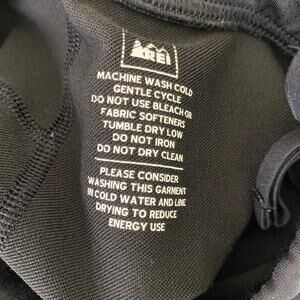 REI
MACHINE WASH COLD
GENTLE CYCLE
DO NOT USE BLEACH OR
FABRIC SOFTENERS
TUMBLE DRY LOW
DO NOT IRON
DO NOT DRY CLEAN
PLEASE CONSIDER
WASHING THIS GARMENT
IN COLD WATER AND LINE
DRYING TO REDUCE
ENERGY USE